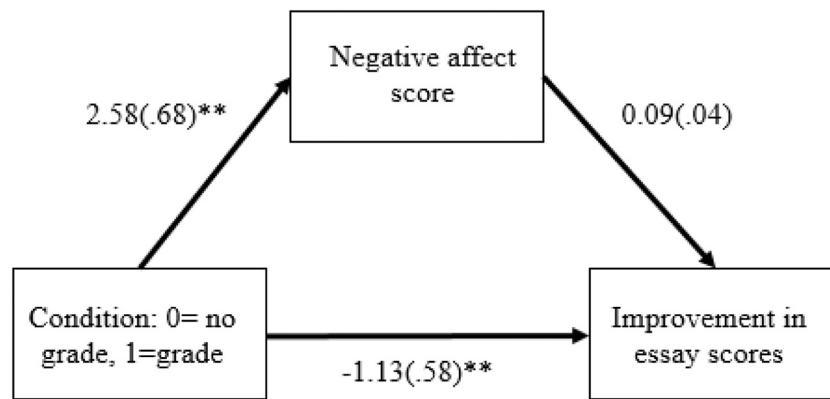 Negative affect
score
2.58(.68)**
0.09(.04)
Condition: 0= no
grade, 1=grade
Improvement in
essay scores
-1.13(.58)**